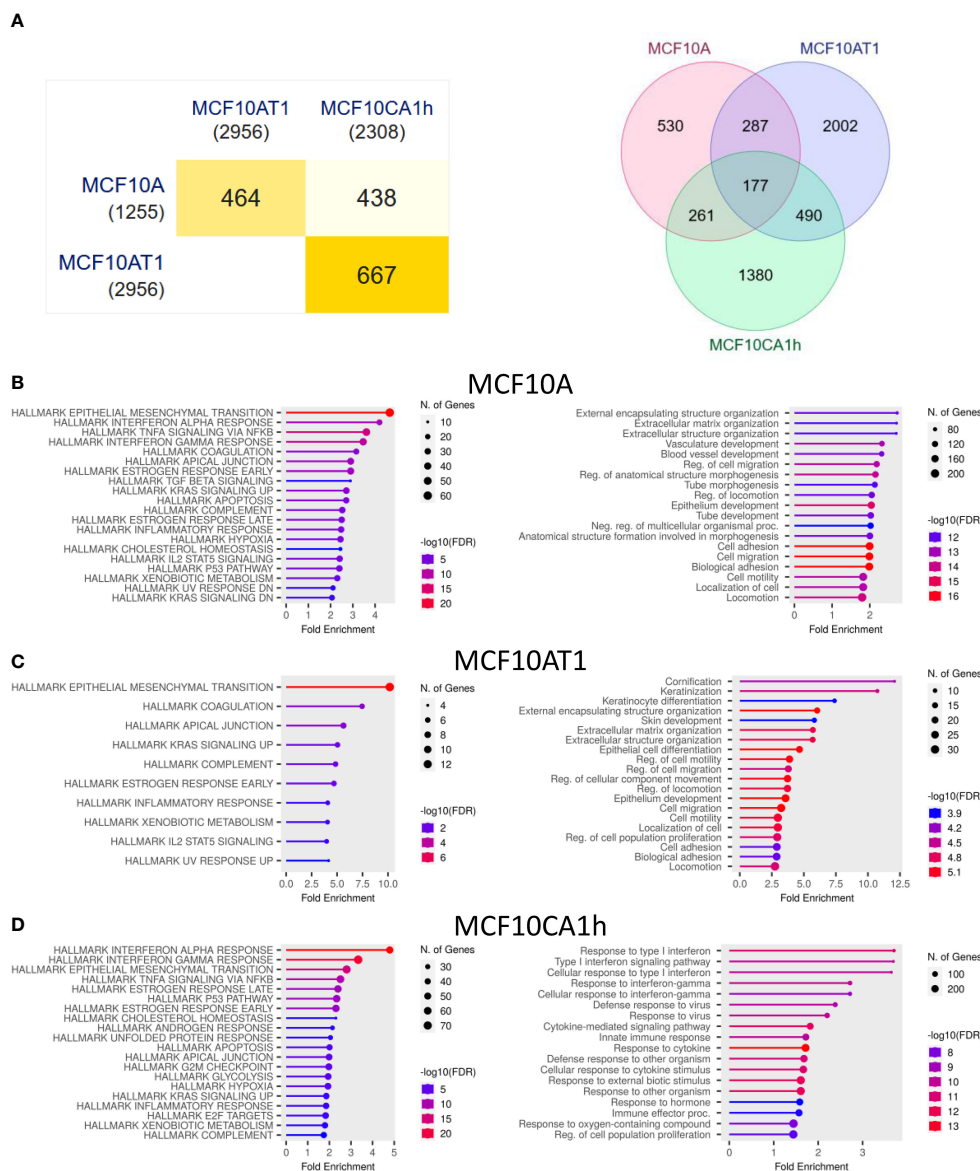 A
MCF10AT1
(2956)
MCF10CA1h
(2308)
MCF10A
(1255)
464
438
MCF10AT1
(2956)
667
MCF10A
MCF10AT1
530
287
2002
177
261
490
1380
MCF10CA1h
B
MCF10A
HALLMARK EPITHELIAL MESENCHYMAL TRANSITION
HALLMARK INTERFERON ALPHA RESPONSE
HALLMARK TNFA SIGNALING VIA NFKB
HALLMARK INTERFERON GAMMA RESPONSE
HALLMARK COAGULATION
HALLMARK APICAL JUNCTION
HALLMARK ESTROGEN RESPONSE EARLY
HALLMARK TGF BETA SIGNALING
HALLMARK KRAS SIGNALING UP
HALLMARK APOPTOSIS
HALLMARK COMPLEMENT
HALLMARK ESTROGEN RESPONSE LATE
HALLMARK INFLAMMATORY RESPONSE
HALLMARK HYPOXIA
HALLMARK CHOLESTEROL HOMEOSTASIS
HALLMARK IL2 STAT5 SIGNALING
HALLMARK P53 PATHWAY
HALLMARK XENOBIOTIC METABOLISM
HALLMARK UV RESPONSE DN
HALLMARK KRAS SIGNALING DN
0 1 2 3 4
Fold Enrichment
N. of Genes
10
20
30
40
50
60
-log10(FDR)
5
10
15
20
External encapsulating structure organization
Extracellular matrix organization
Extracellular structure organization
Vasculature development
Blood vessel development
Reg. of cell migration
Reg. of anatomical structure morphogenesis
Tube morphogenesis
Reg. of locomotion
Epithelium development
Tube development
Neg. reg. of multicellular organismal proc.
Anatomical structure formation involved in morphogenesis
Cell adhesion
Cell migration
Biological adhesion
Cell motility
Localization of cell
Locomotion
0 1 2
Fold Enrichment
N. of Genes
80
120
160
200
-log10(FDR)
12
13
14
15
16
C
MCF10AT1
HALLMARK EPITHELIAL MESENCHYMAL TRANSITION
HALLMARK COAGULATION
HALLMARK APICAL JUNCTION
HALLMARK KRAS SIGNALING UP
HALLMARK COMPLEMENT
HALLMARK ESTROGEN RESPONSE EARLY
HALLMARK INFLAMMATORY RESPONSE
HALLMARK XENOBIOTIC METABOLISM
HALLMARK IL2 STAT5 SIGNALING
HALLMARK UV RESPONSE UP
0.0 2.5 5.0 7.5 10.0
Fold Enrichment
N. of Genes
4
6
8
10
12
-log10(FDR)
2
4
6
Cornification
Keratinization
Keratinocyte differentiation
External encapsulating structure organization
Skin development
Extracellular matrix organization
Extracellular structure organization
Epithelial cell differentiation
Reg. of cell motility
Reg. of cell migration
Reg. of cellular component movement
Reg. of locomotion
Epithelium development
Cell migration
Cell motility
Localization of cell
Reg. of cell population proliferation
Cell adhesion
Biological adhesion
Locomotion
0.0 2.5 5.0 7.5 10.0 12.5
Fold Enrichment
N. of Genes
10
15
20
25
30
-log10(FDR)
3.9
4.2
4.5
4.8
5.1
D
MCF10CA1h
HALLMARK INTERFERON ALPHA RESPONSE
HALLMARK INTERFERON GAMMA RESPONSE
HALLMARK EPITHELIAL MESENCHYMAL TRANSITION
HALLMARK TNFA SIGNALING VIA NFKB
HALLMARK ESTROGEN RESPONSE LATE
HALLMARK P53 PATHWAY
HALLMARK ESTROGEN RESPONSE EARLY
HALLMARK CHOLESTEROL HOMEOSTASIS
HALLMARK ANDROGEN RESPONSE
HALLMARK UNFOLDED PROTEIN RESPONSE
HALLMARK APOPTOSIS
HALLMARK APICAL JUNCTION
HALLMARK G2M CHECKPOINT
HALLMARK GLYCOLYSIS
HALLMARK HYPOXIA
HALLMARK KRAS SIGNALING UP
HALLMARK INFLAMMATORY RESPONSE
HALLMARK E2F TARGETS
HALLMARK XENOBIOTIC METABOLISM
HALLMARK COMPLEMENT
0 1 2 3 4 5
Fold Enrichment
N. of Genes
30
40
50
60
70
-log10(FDR)
5
10
15
20
Response to type I interferon
Type I interferon signaling pathway
Cellular response to type I interferon
Response to interferon-gamma
Cellular response to interferon-gamma
Defense response to virus
Response to virus
Cytokine-mediated signaling pathway
Innate immune response
Response to cytokine
Defense response to other organism
Cellular response to cytokine stimulus
Response to external biotic stimulus
Response to other organism
Response to hormone
Immune effector proc.
Response to oxygen-containing compound
Reg. of cell population proliferation
0 1 2 3
Fold Enrichment
N. of Genes
100
200
-log10(FDR)
8
9
10
11
12
13